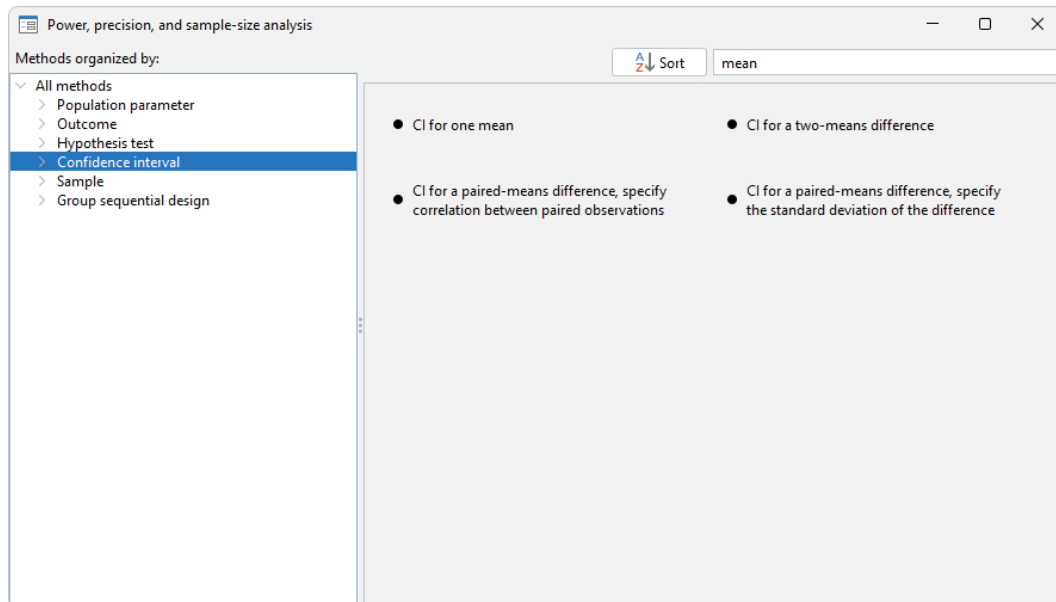 Power, precision, and sample-size analysis
Methods organized by:
Sort
mean
All methods
Population parameter
Outcome
Hypothesis test
Confidence interval
Sample
Group sequential design
CI for one mean
CI for a two-means difference
CI for a paired-means difference, specify
correlation between paired observations
CI for a paired-means difference, specify
the standard deviation of the difference